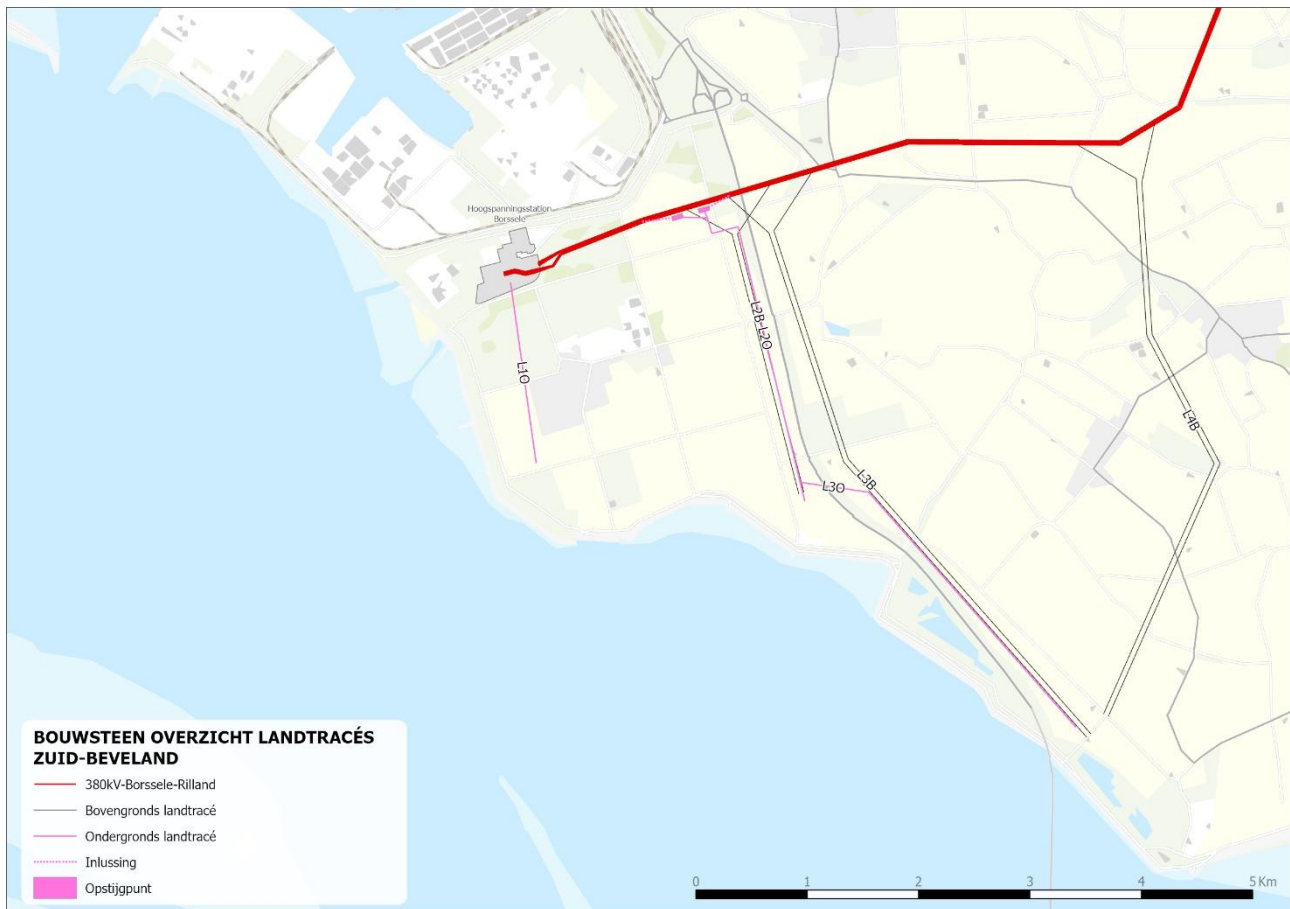 Hoogspanningsstation
Borssele
L1O
L2B-L2O
L3O
L3B
L4B
BOUWSTEEN OVERZICHT LANDTRACÉS
ZUID-BEVELAND
380kV-Borssele-Rilland
Bovengronds landtracé
Ondergronds landtracé
Inlussing
Opstijgpunt
0 1 2 3 4 5 Km